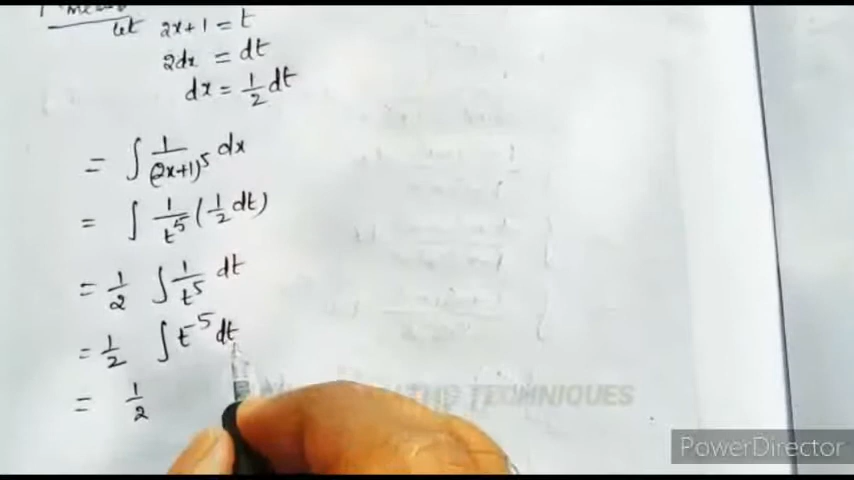 let 2x+1 = t
2dx = dt
dx = 1/2 dt
= ∫ 1/(2x+1)^5 dx
= ∫ 1/t^5 (1/2 dt)
= 1/2 ∫ 1/t^5 dt
= 1/2 ∫ t^-5 dt
= 1/2
TECHNIQUES
PowerDirector